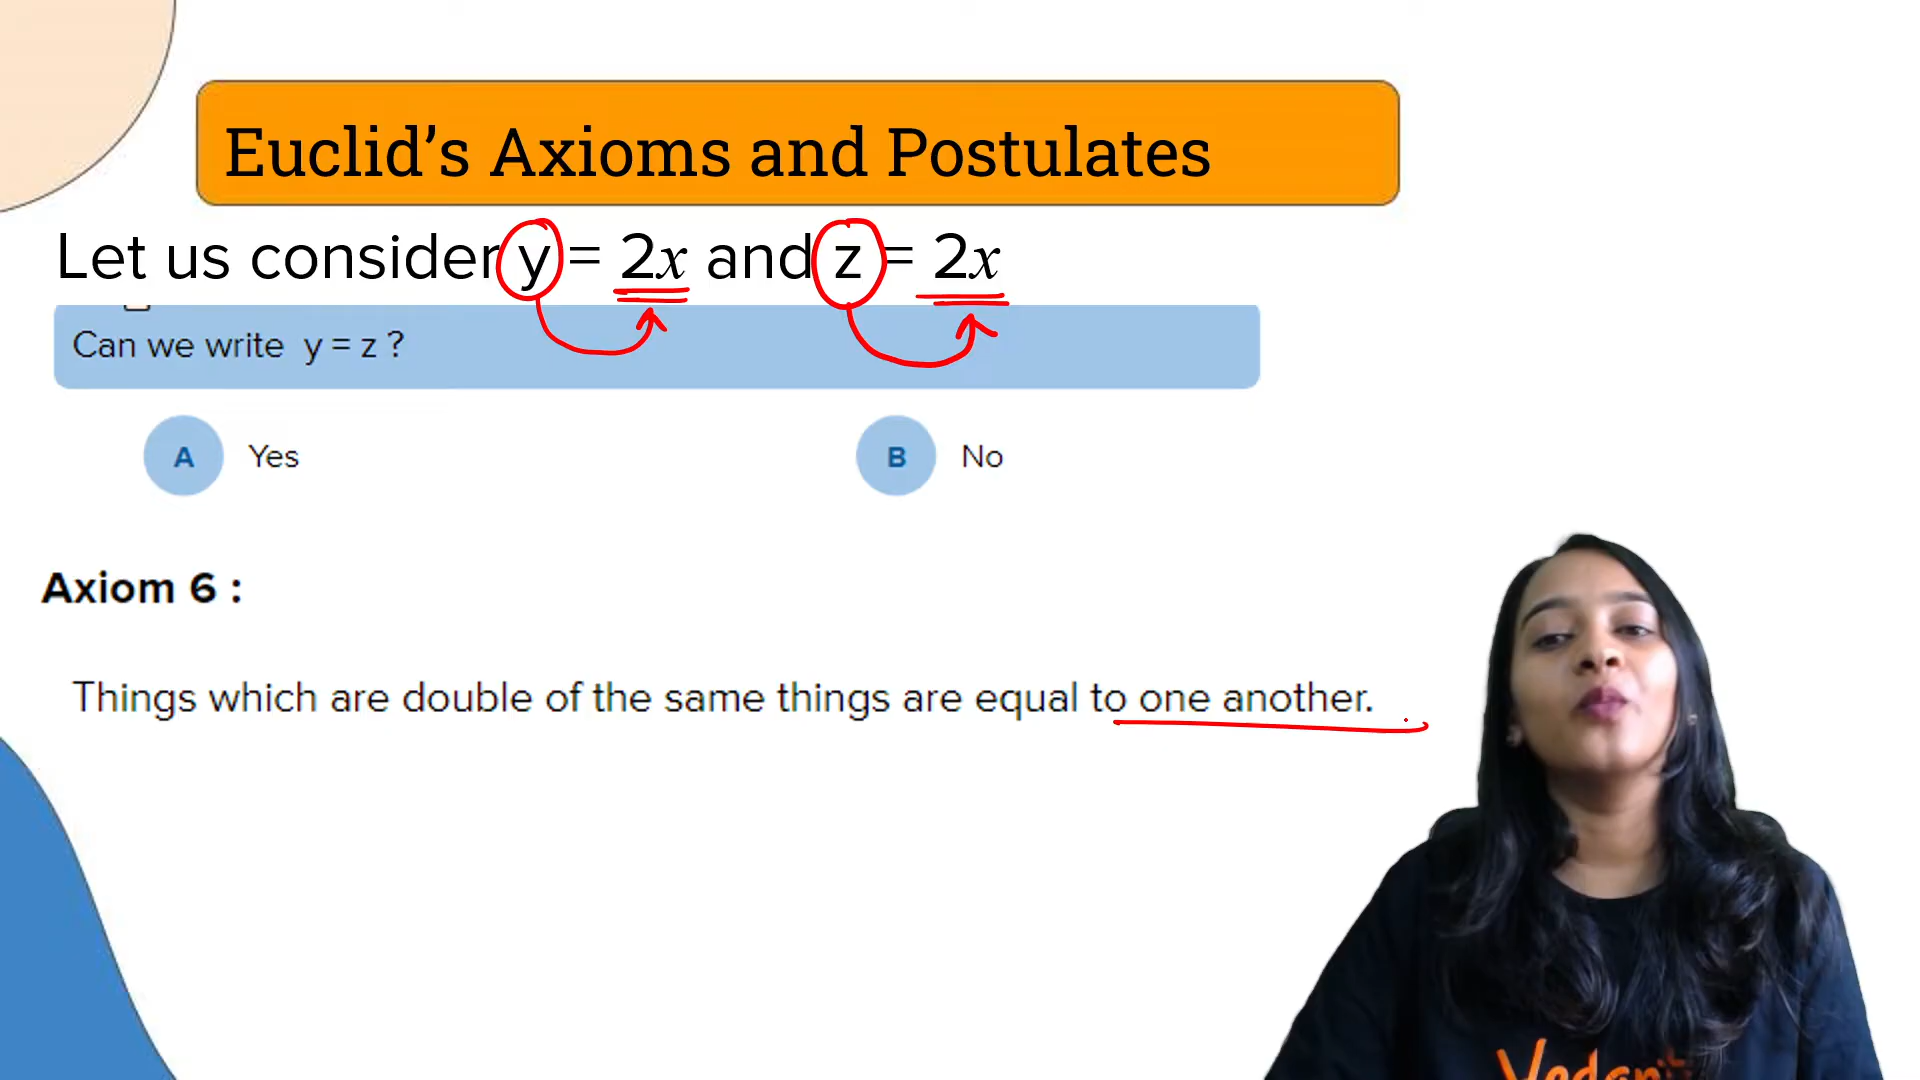 Euclid’s Axioms and Postulates
Let us consider y = 2x and z = 2x
Can we write y = z ?
A Yes
B No
Axiom 6 :
Things which are double of the same things are equal to one another.